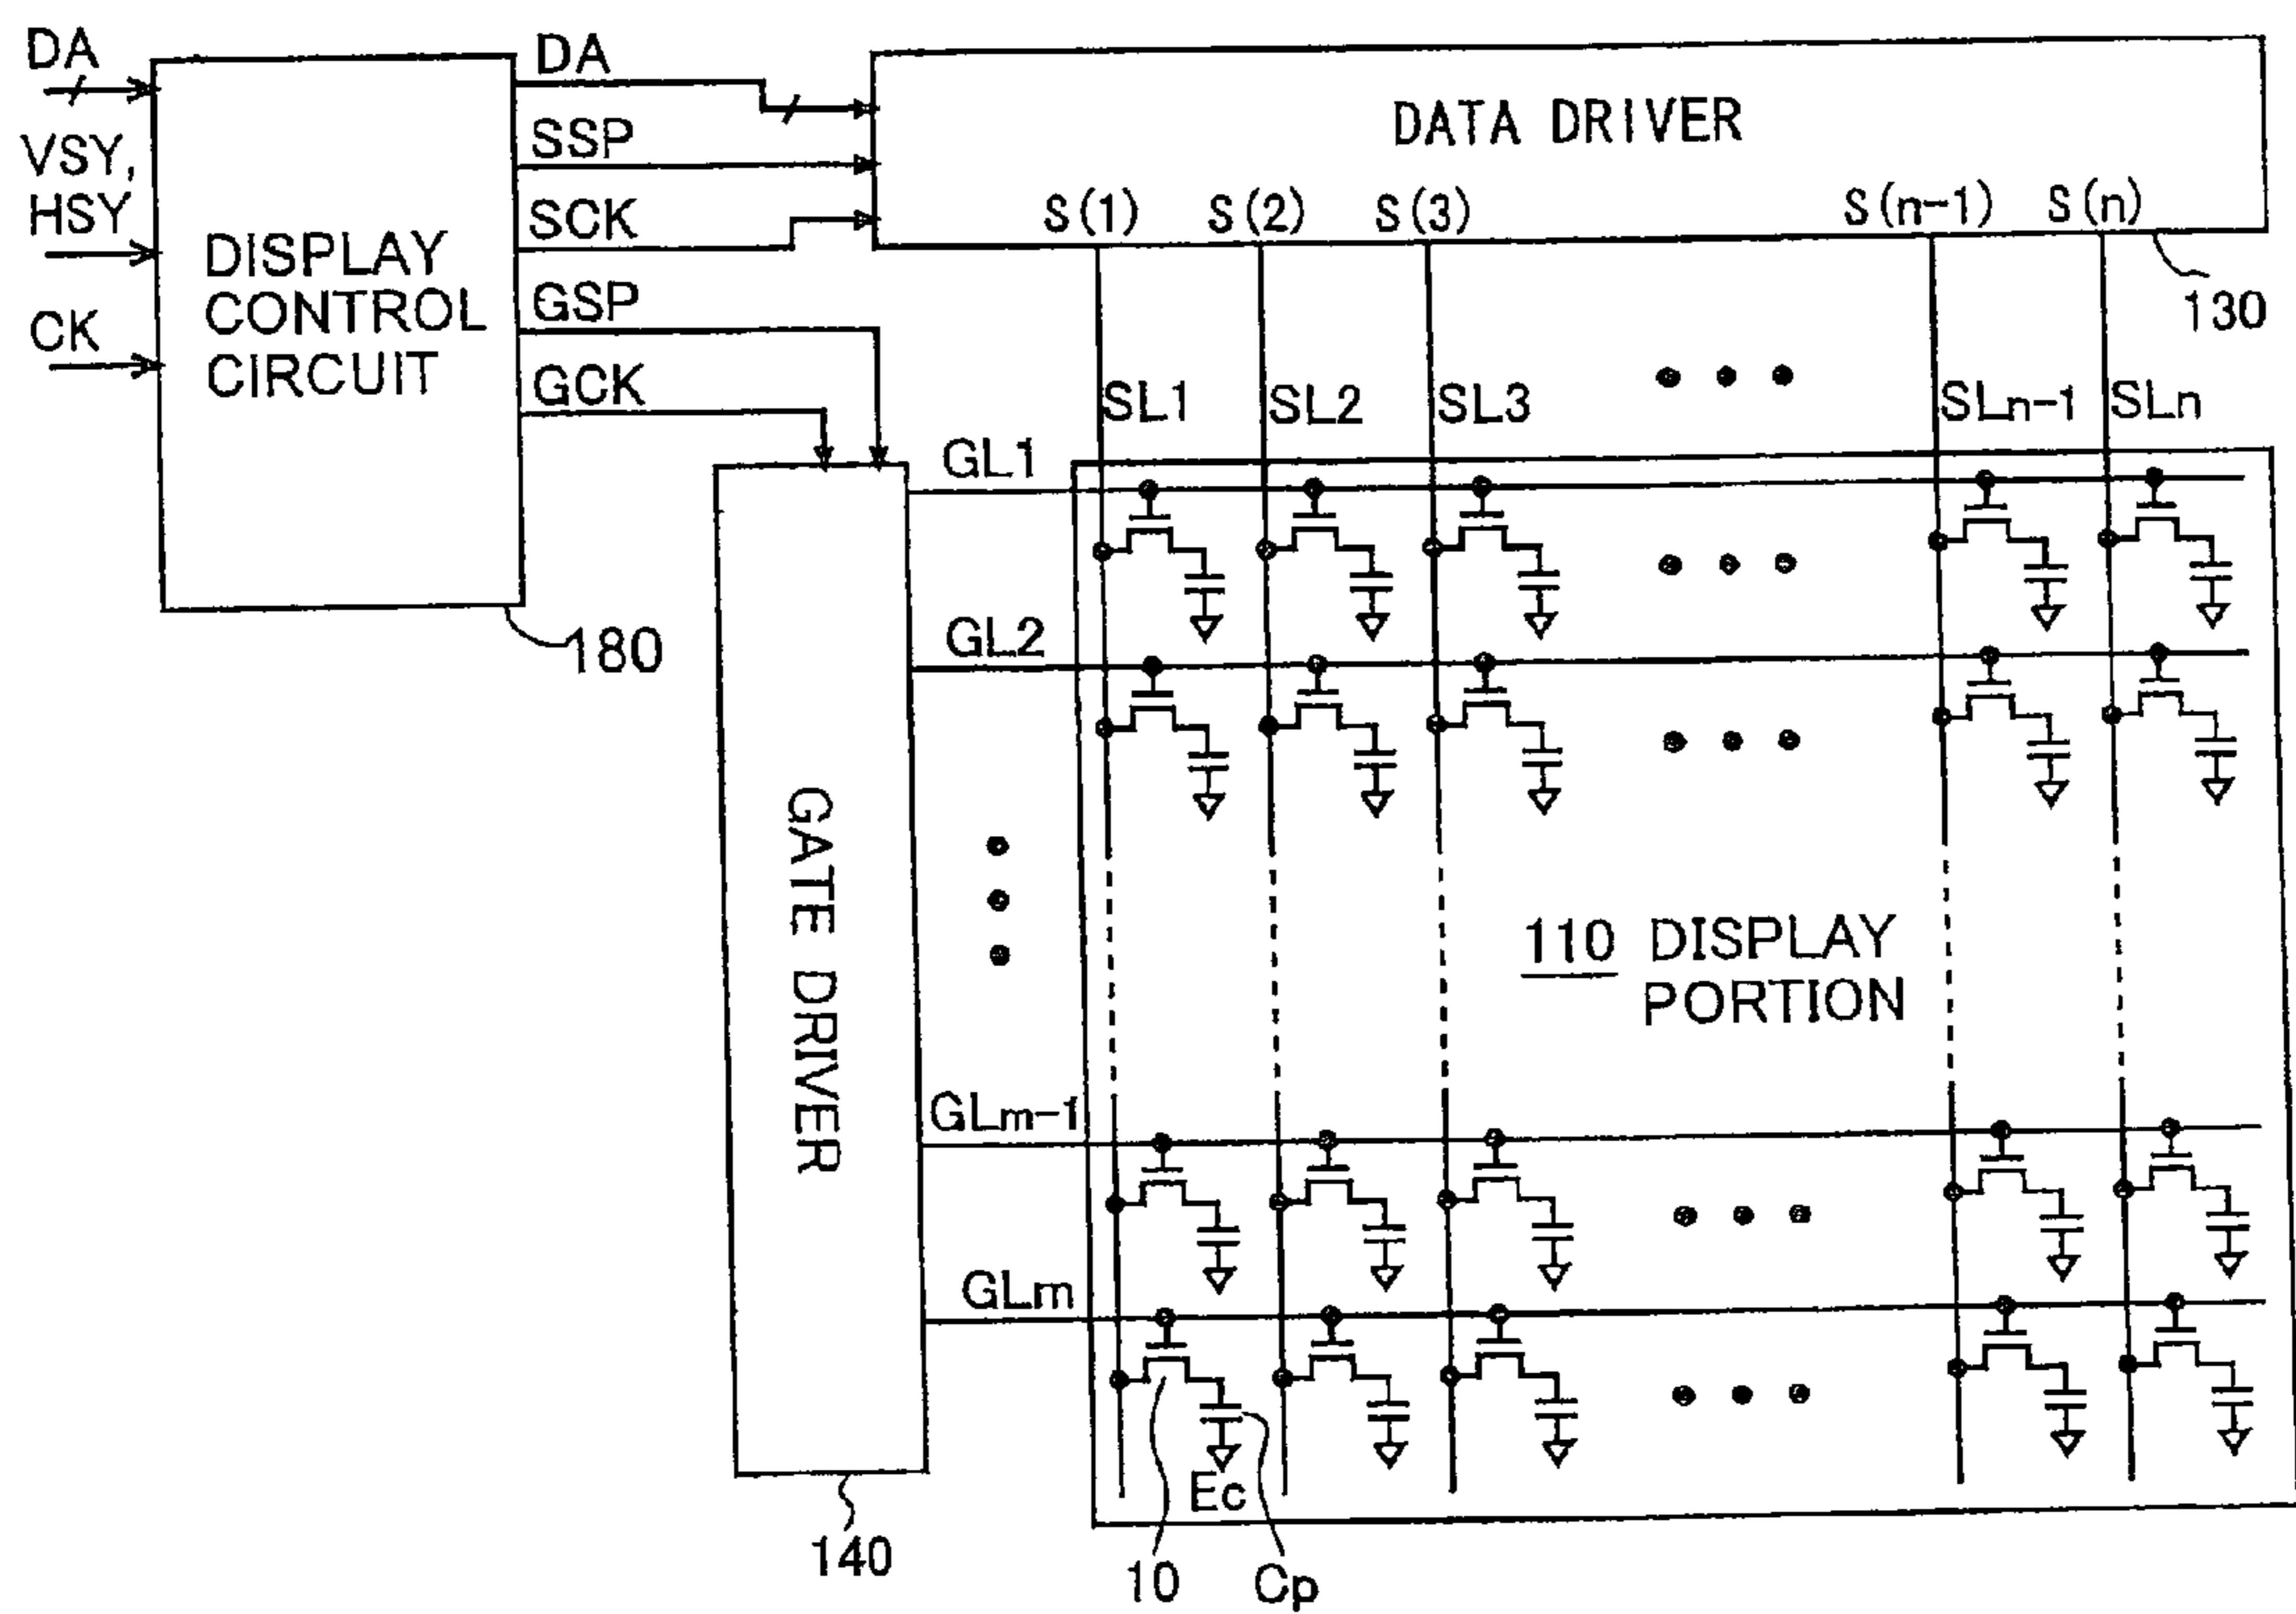 DA
VSY,
HSY
CK
DISPLAY
CONTROL
CIRCUIT
180
DA
SSP
SCK
GSP
GCK
DATA DRIVER
S(1)
S(2)
S(3)
S(n-1)
S(n)
130
SL1
SL2
SL3
SLn-1
SLn
GATE DRIVER
140
GL1
GL2
GLm-1
GLm
110 DISPLAY
PORTION
Ec
10
Cp